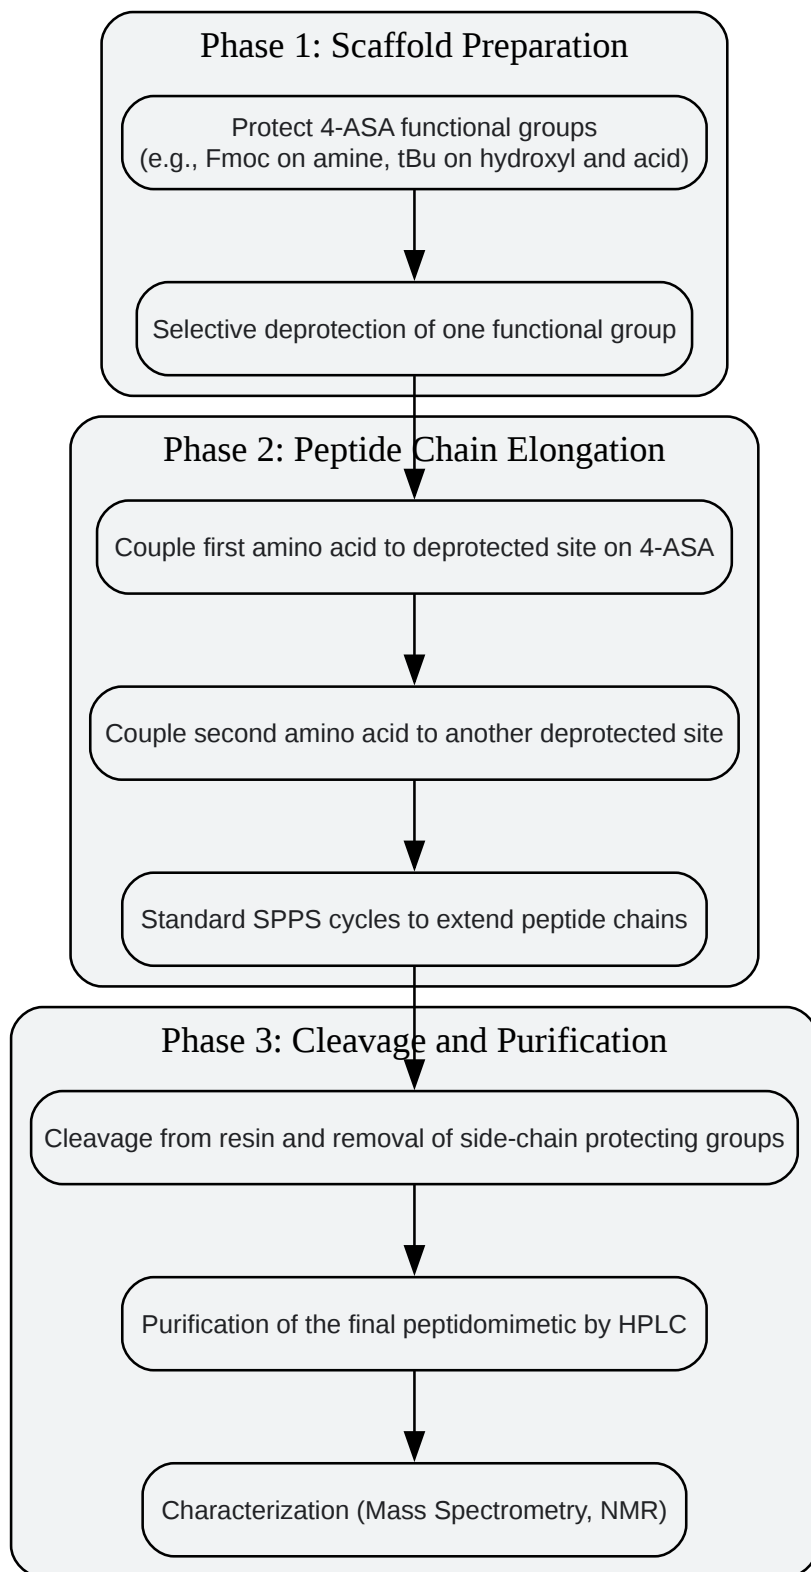 Phase 1: Scaffold Preparation
Protect 4-ASA functional groups
(e.g., Fmoc on amine, tBu on hydroxyl and acid)
Selective deprotection of one functional group
Phase 2: Peptide Chain Elongation
Couple first amino acid to deprotected site on 4-ASA
Couple second amino acid to another deprotected site
Standard SPPS cycles to extend peptide chains
Phase 3: Cleavage and Purification
Cleavage from resin and removal of side-chain protecting groups
Purification of the final peptidomimetic by HPLC
Characterization (Mass Spectrometry, NMR)